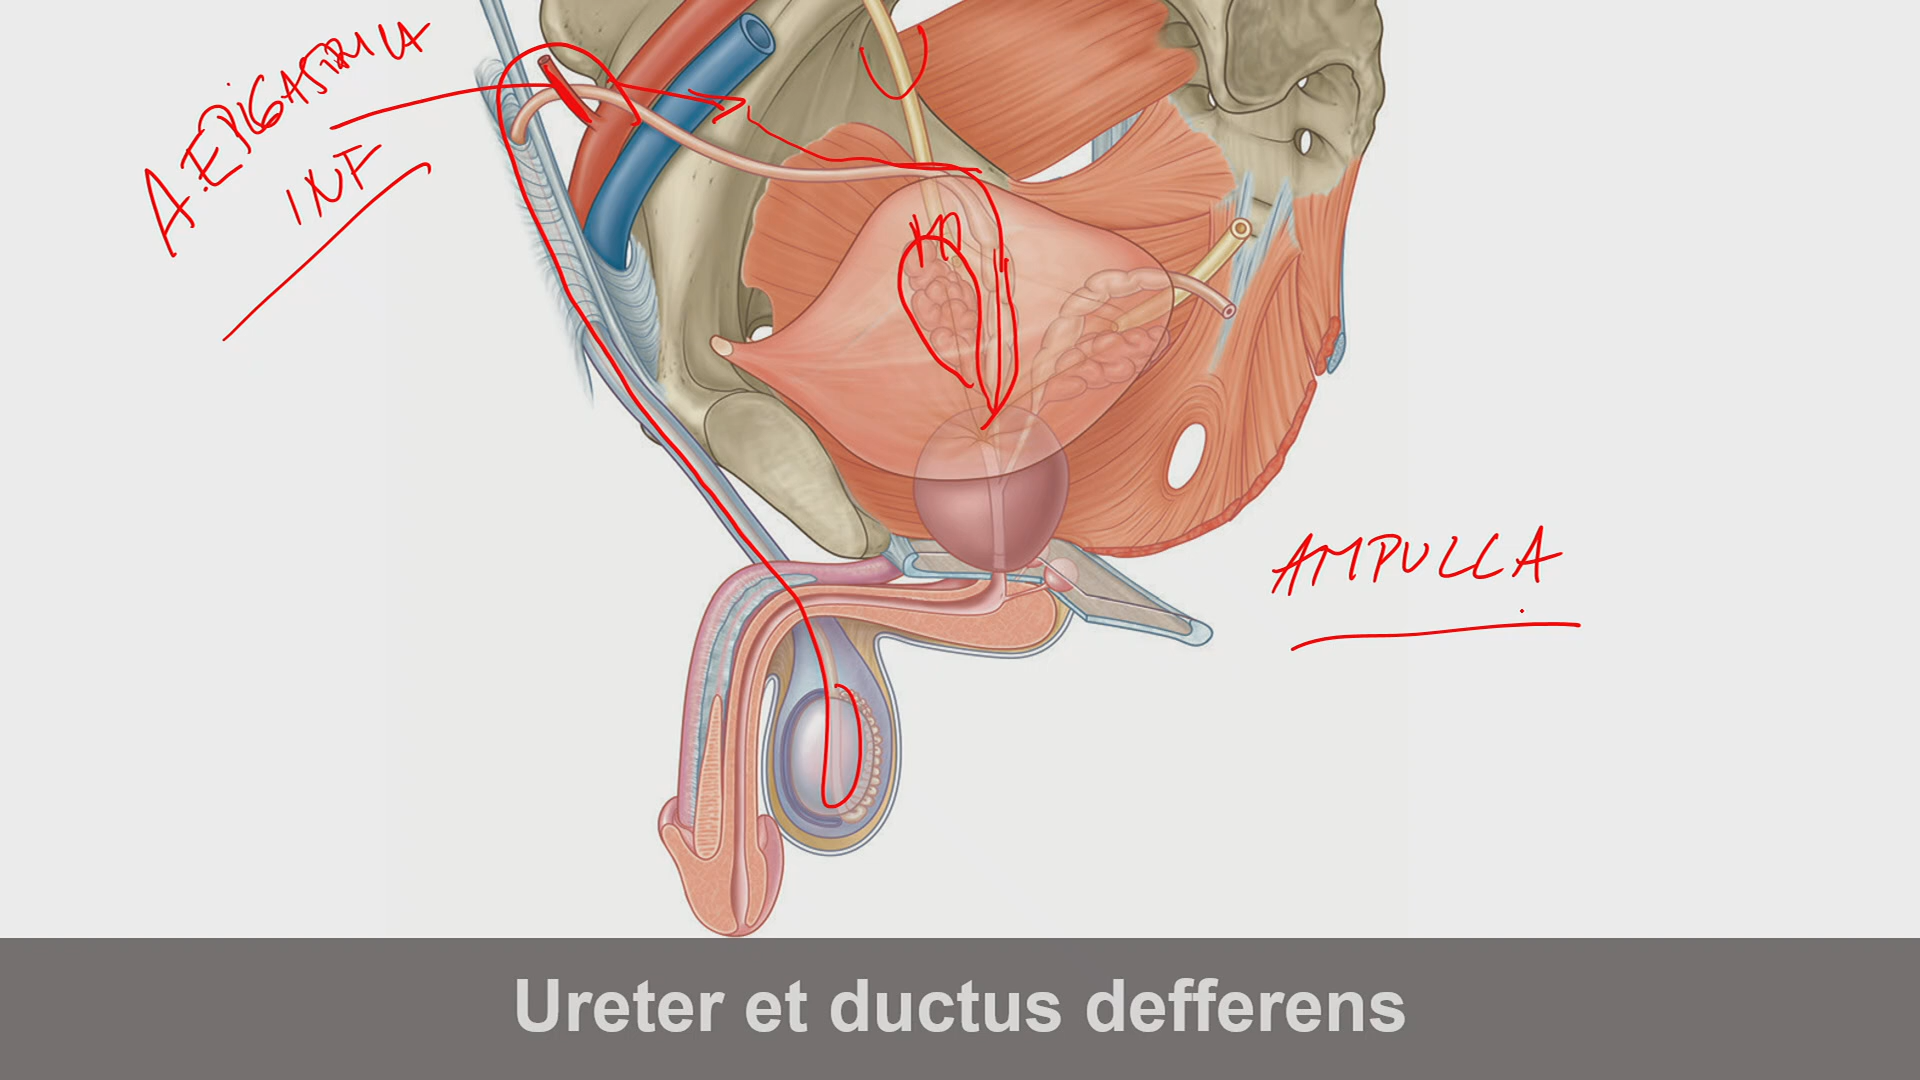 A. EPIGASTRICA
INF
AMPULLA
Ureter et ductus defferens